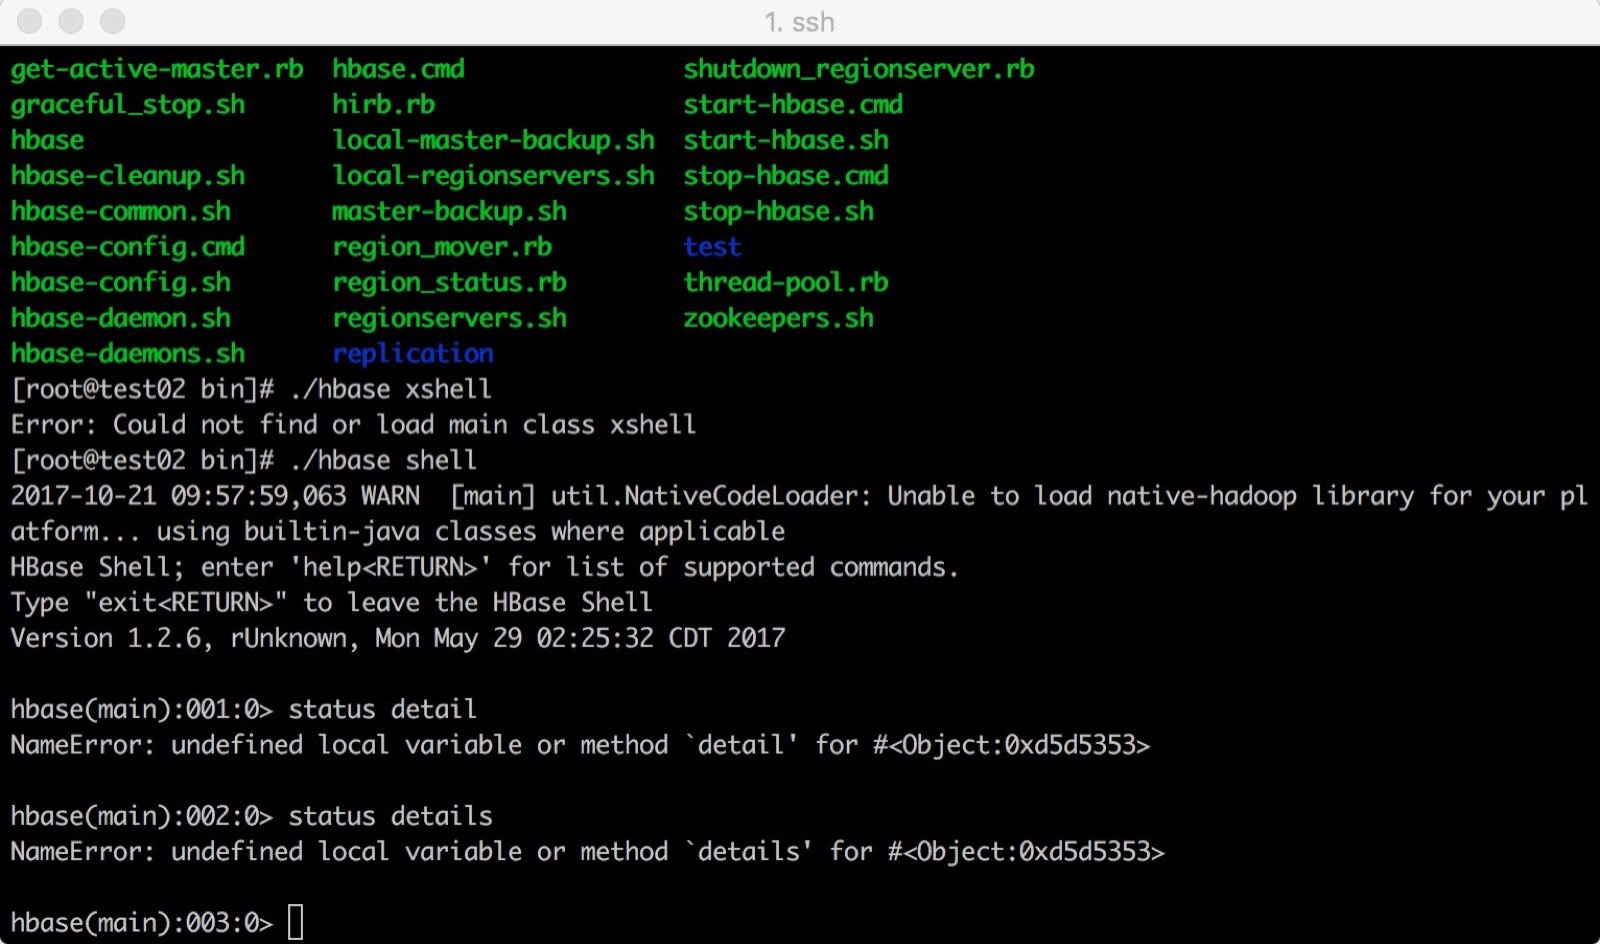 1. ssh
get-active-master.rb  hbase.cmd               shutdown_regionserver.rb
graceful_stop.sh      hirb.rb                 start-hbase.cmd
hbase                 local-master-backup.sh  start-hbase.sh
hbase-cleanup.sh      local-regionservers.sh  stop-hbase.cmd
hbase-common.sh       master-backup.sh        stop-hbase.sh
hbase-config.cmd      region_mover.rb         test
hbase-config.sh       region_status.rb        thread-pool.rb
hbase-daemon.sh       regionservers.sh        zookeepers.sh
hbase-daemons.sh      replication
[root@test02 bin]# ./hbase xshell
Error: Could not find or load main class xshell
[root@test02 bin]# ./hbase shell
2017-10-21 09:57:59,063 WARN  [main] util.NativeCodeLoader: Unable to load native-hadoop library for your pl
atform... using builtin-java classes where applicable
HBase Shell; enter 'help<RETURN>' for list of supported commands.
Type "exit<RETURN>" to leave the HBase Shell
Version 1.2.6, rUnknown, Mon May 29 02:25:32 CDT 2017
hbase(main):001:0> status detail
NameError: undefined local variable or method `detail' for #<Object:0xd5d5353>
hbase(main):002:0> status details
NameError: undefined local variable or method `details' for #<Object:0xd5d5353>
hbase(main):003:0>